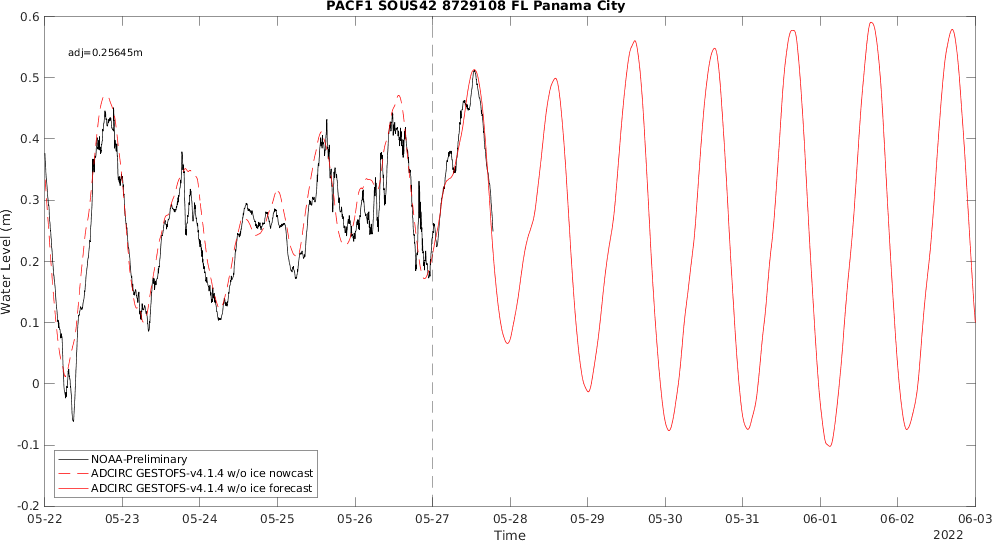 PACF1 SOUS42 8729108 FL Panama City
adj=0.25645m
Water Level (m)
0.6
0.5
0.4
0.3
0.2
0.1
0
-0.1
-0.2
NOAA-Preliminary
ADCIRC GESTOFS-v4.1.4 w/o ice nowcast
ADCIRC GESTOFS-v4.1.4 w/o ice forecast
05-22 05-23 05-24 05-25 05-26 05-27 05-28 05-29 05-30 05-31 06-01 06-02 06-03
Time
2022